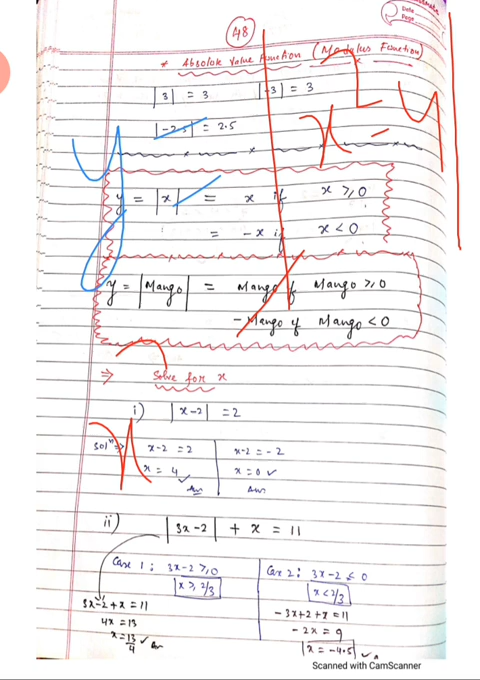 48
Date
Page
* Absolute Value Function (Modulus Function)
|3| = 3    |-3| = 3
|-2.5| = 2.5
y = |x| = x if x ≥ 0
= -x if x < 0
y = |Mango| = Mango if Mango ≥ 0
- Mango if Mango < 0
⇒ Solve for x
i) |x-2| = 2
Solⁿ ⇒ x-2 = 2    x-2 = -2
x = 4 ✓    x = 0 ✓
Ans    Ans
ii) |3x-2| + x = 11
Case 1: 3x-2 ≥ 0    Case 2: 3x-2 ≤ 0
x ≥ 2/3    x < 2/3
3x-2+x = 11    -3x+2+x = 11
4x = 13    -2x = 9
x = 13/4 ✓ Ans    x = -4.5 ✓
Scanned with CamScanner